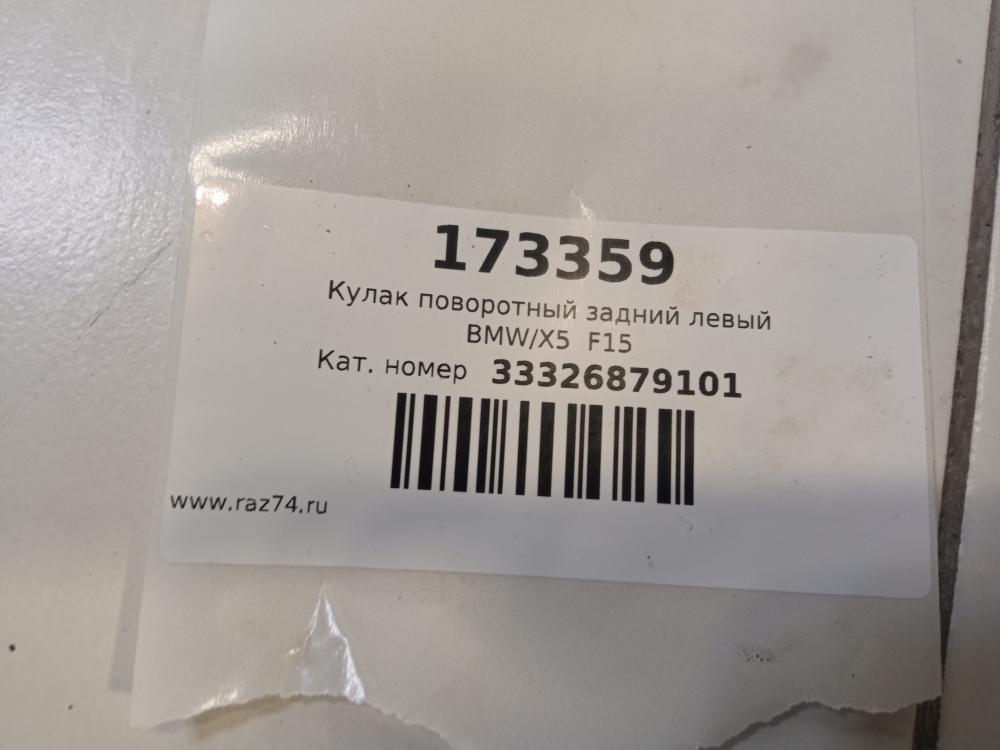 173359
Кулак поворотный задний левый
BMW/X5 F15
Кат. номер 33326879101
www.raz74.ru